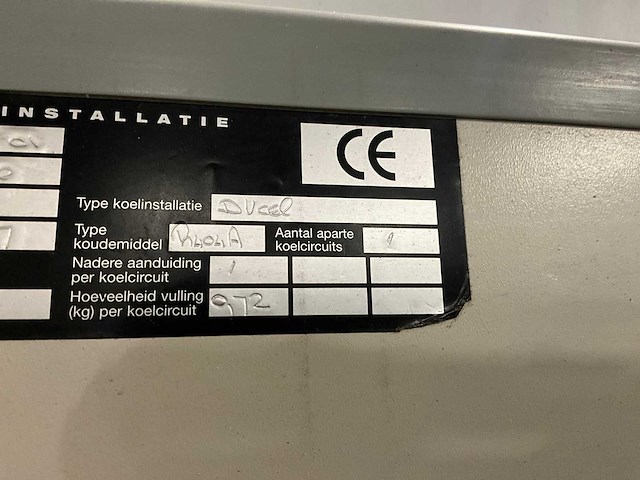 INSTALLATIE
CE
Type koelinstallatie DVcel
Type koudemiddel R404A Aantal aparte koelcircuits 1
Nadere aanduiding per koelcircuit 1
Hoeveelheid vulling (kg) per koelcircuit 972